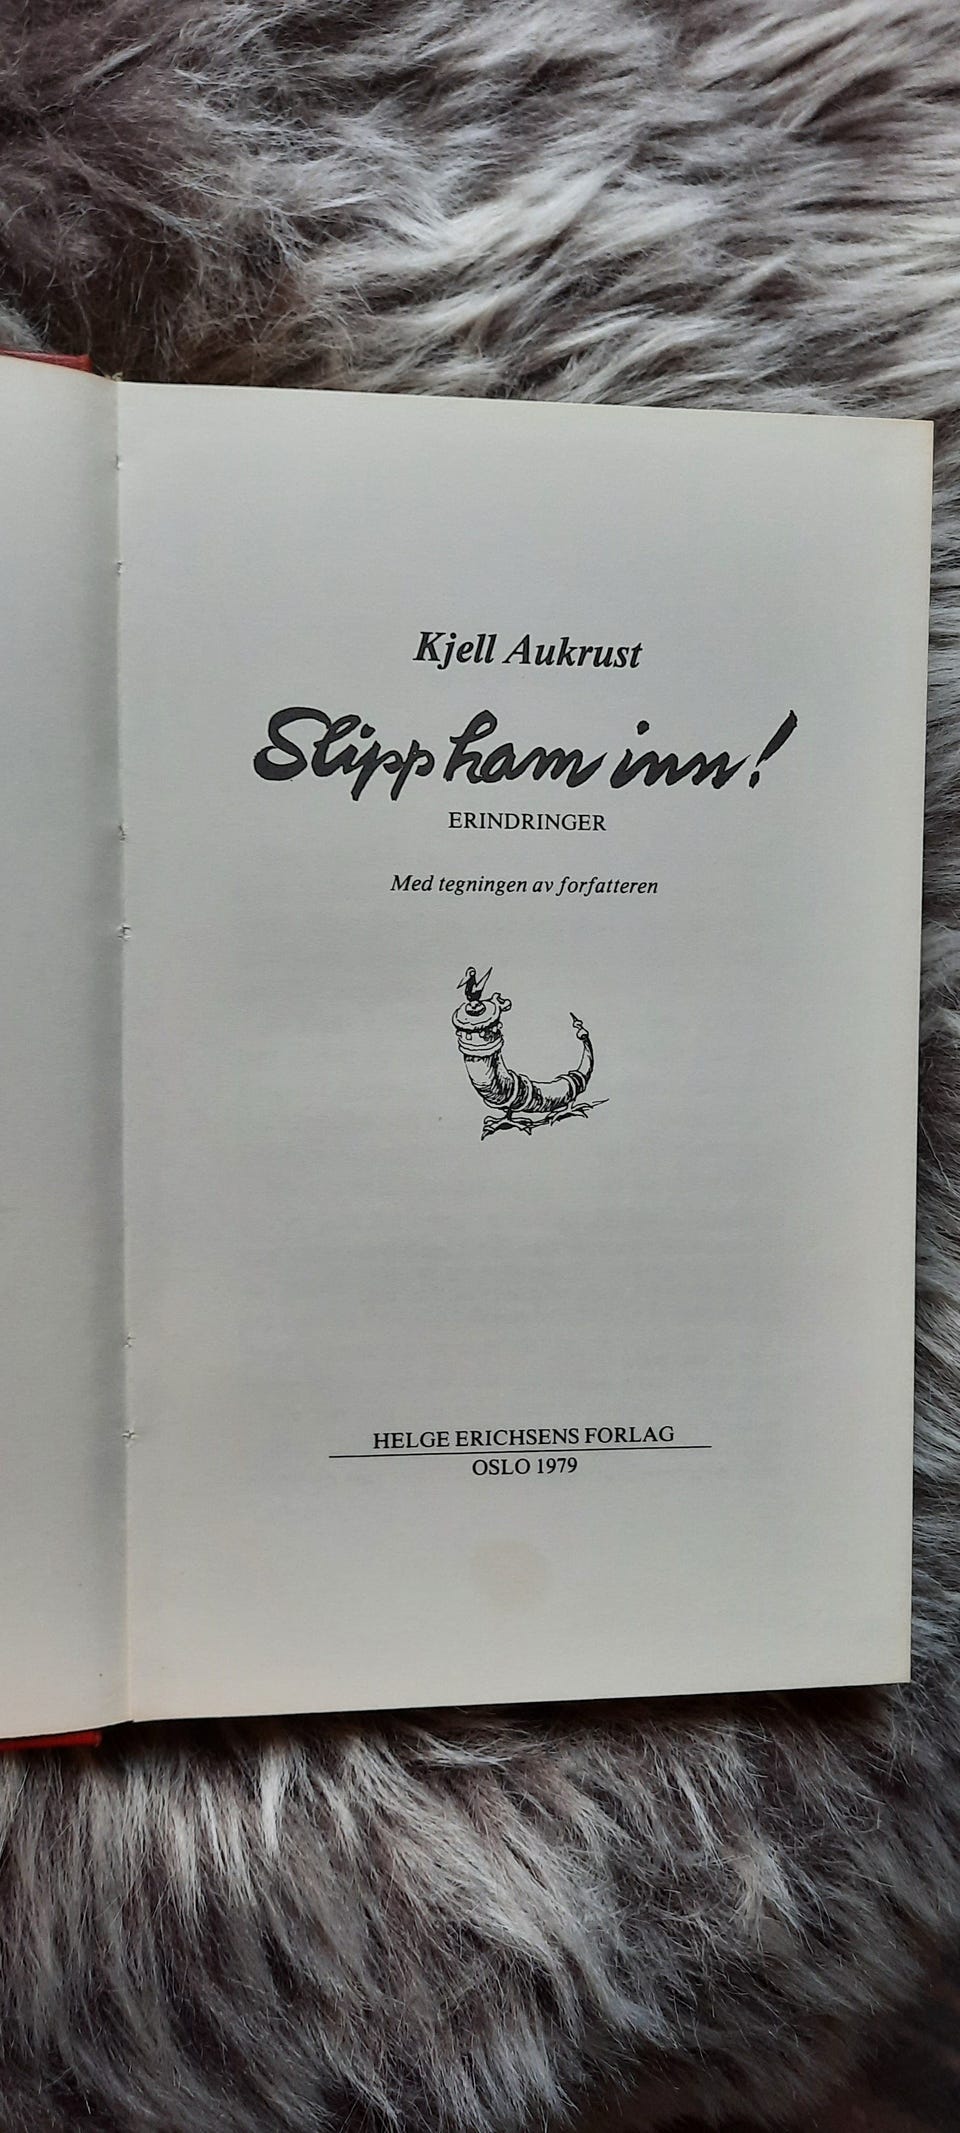 Kjell Aukrust
Slipp ham inn!
ERINDRINGER
Med tegningen av forfatteren
HELGE ERICHSENS FORLAG
OSLO 1979